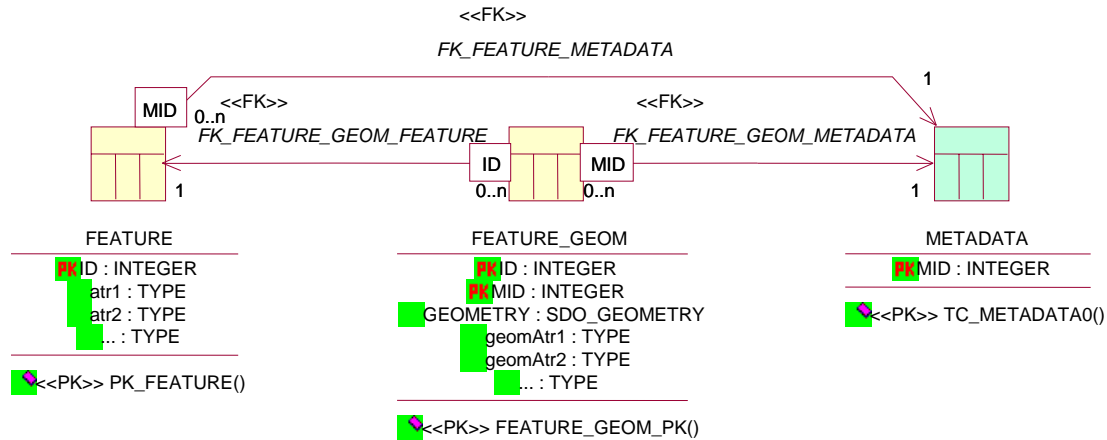 <<FK>>
FK_FEATURE_METADATA
1
MID
0..n
<<FK>>
<<FK>>
FK_FEATURE_GEOM_FEATURE
FK_FEATURE_GEOM_METADATA
ID
MID
1
0..n
0..n
1
FEATURE
PK ID : INTEGER
atr1 : TYPE
atr2 : TYPE
... : TYPE
<<PK>> PK_FEATURE()
FEATURE_GEOM
PK ID : INTEGER
PK MID : INTEGER
GEOMETRY : SDO_GEOMETRY
geomAtr1 : TYPE
geomAtr2 : TYPE
... : TYPE
<<PK>> FEATURE_GEOM_PK()
METADATA
PK MID : INTEGER
<<PK>> TC_METADATA0()